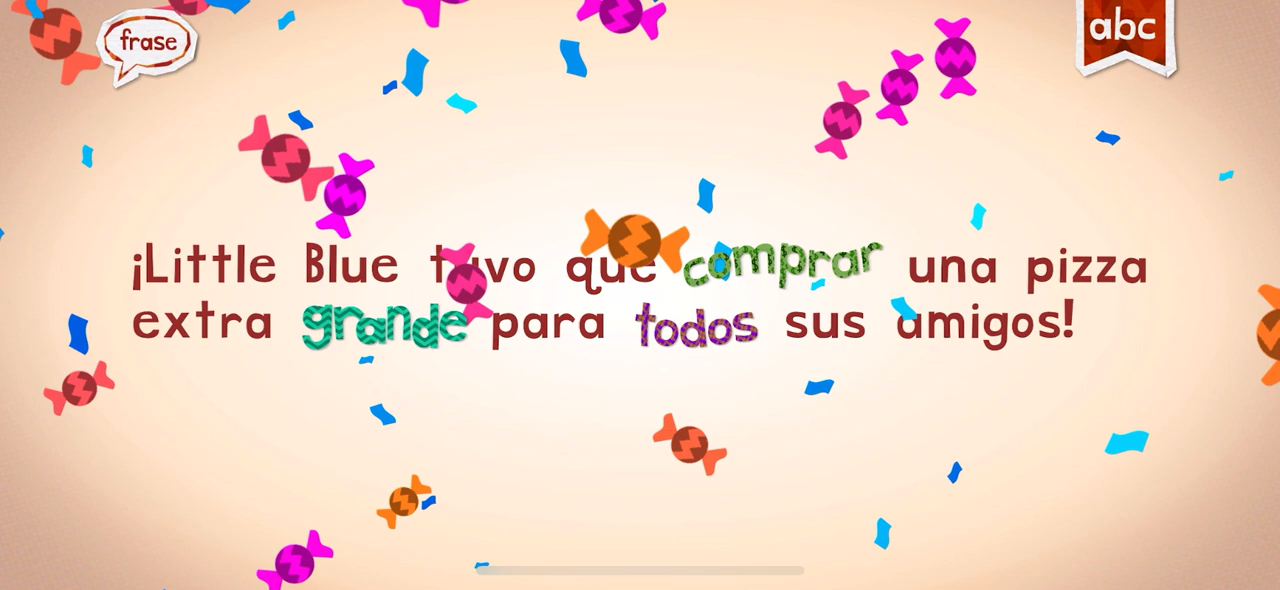 frase
abc
¡Little Blue tuvo que comprar una pizza
extra grande para todos sus amigos!